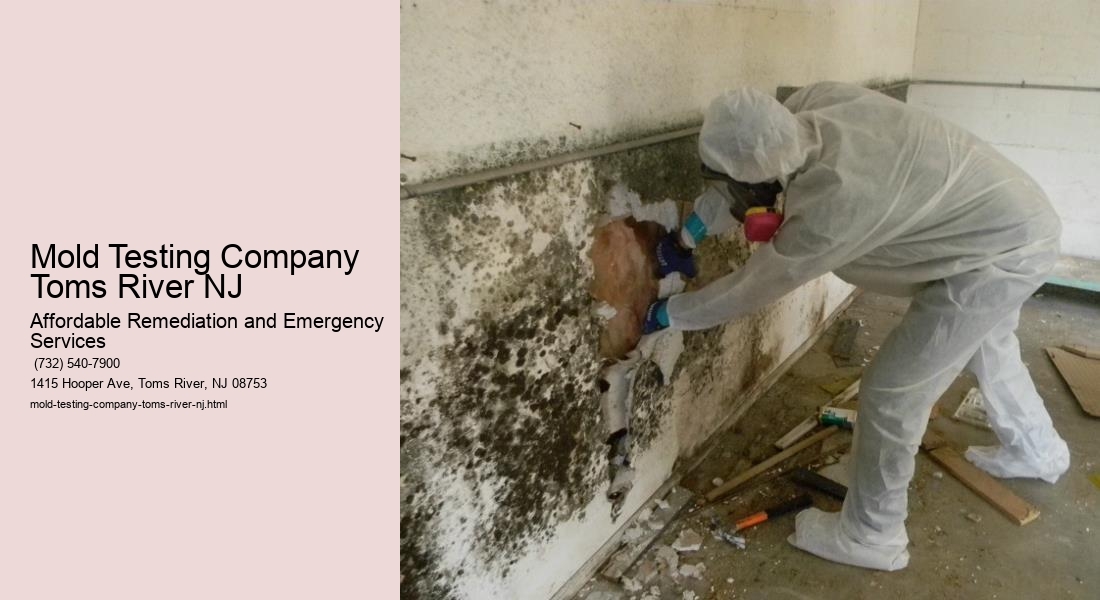 Mold Testing Company
Toms River NJ
Affordable Remediation and Emergency
Services
(732) 540-7900
1415 Hooper Ave, Toms River, NJ 08753
mold-testing-company-toms-river-nj.html